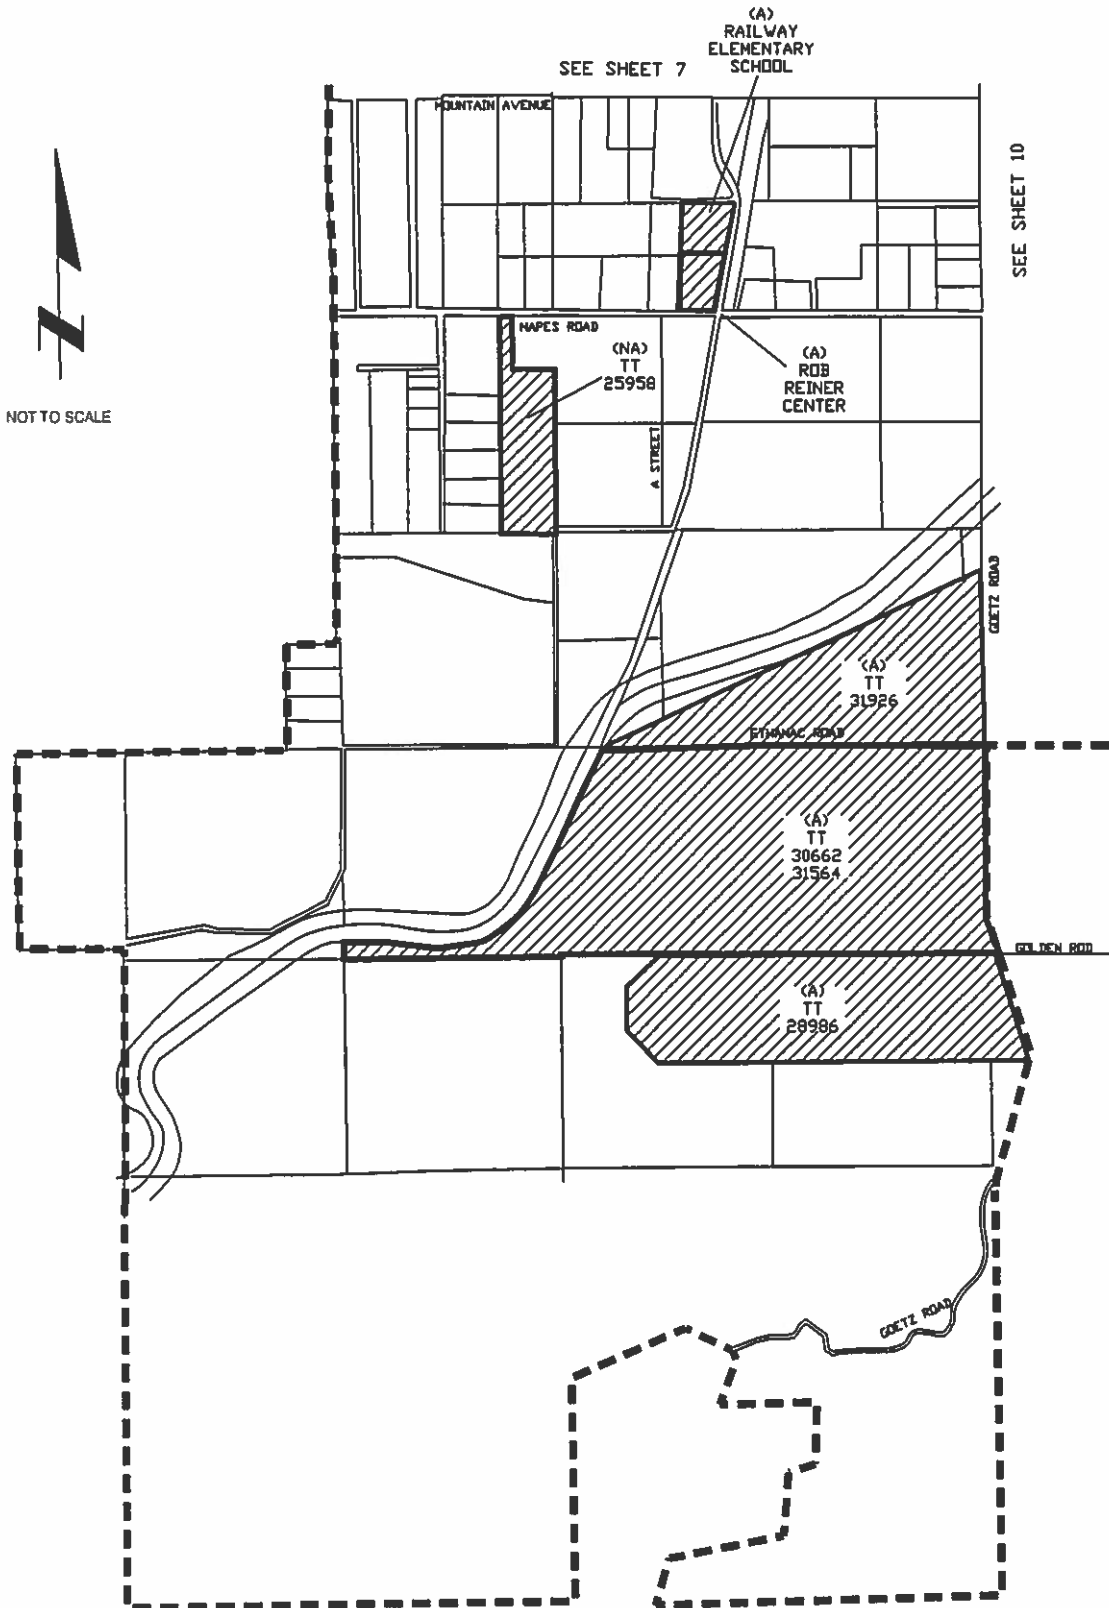 (A)
RAILWAY
ELEMENTARY
SCHOOL
SEE SHEET 7
MOUNTAIN AVENUE
SEE SHEET 10
NOT TO SCALE
MAPES ROAD
(NA)
TT
25958
(A)
ROB
REINER
CENTER
A STREET
GOETZ ROAD
(A)
TT
31926
ETHANAC ROAD
(A)
TT
30662
31564
GOLDEN ROD
(A)
TT
28986
GOETZ ROAD